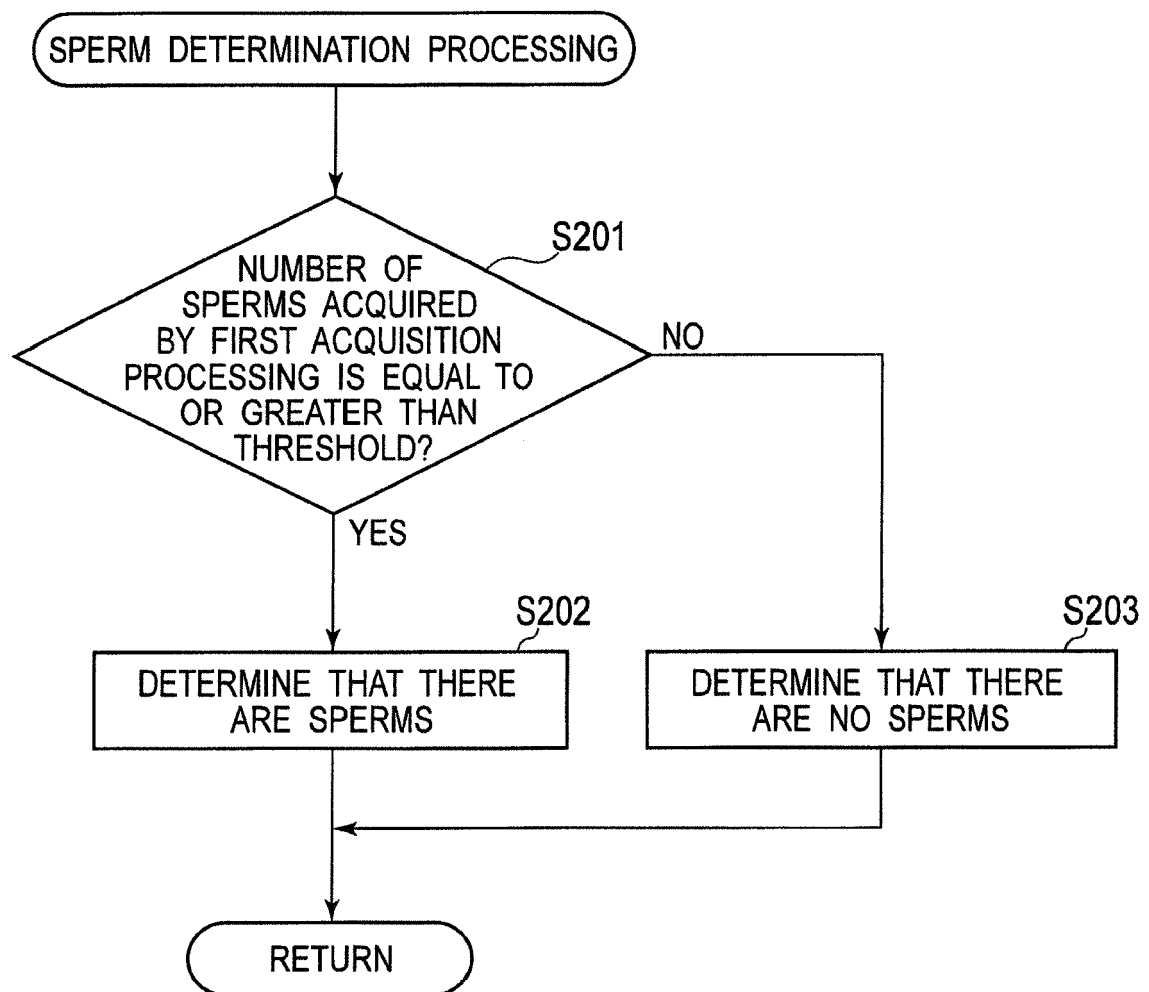 SPERM DETERMINATION PROCESSING
S201
NUMBER OF
SPERMS ACQUIRED
BY FIRST ACQUISITION
PROCESSING IS EQUAL TO
OR GREATER THAN
THRESHOLD?
NO
YES
S202
DETERMINE THAT THERE
ARE SPERMS
S203
DETERMINE THAT THERE
ARE NO SPERMS
RETURN